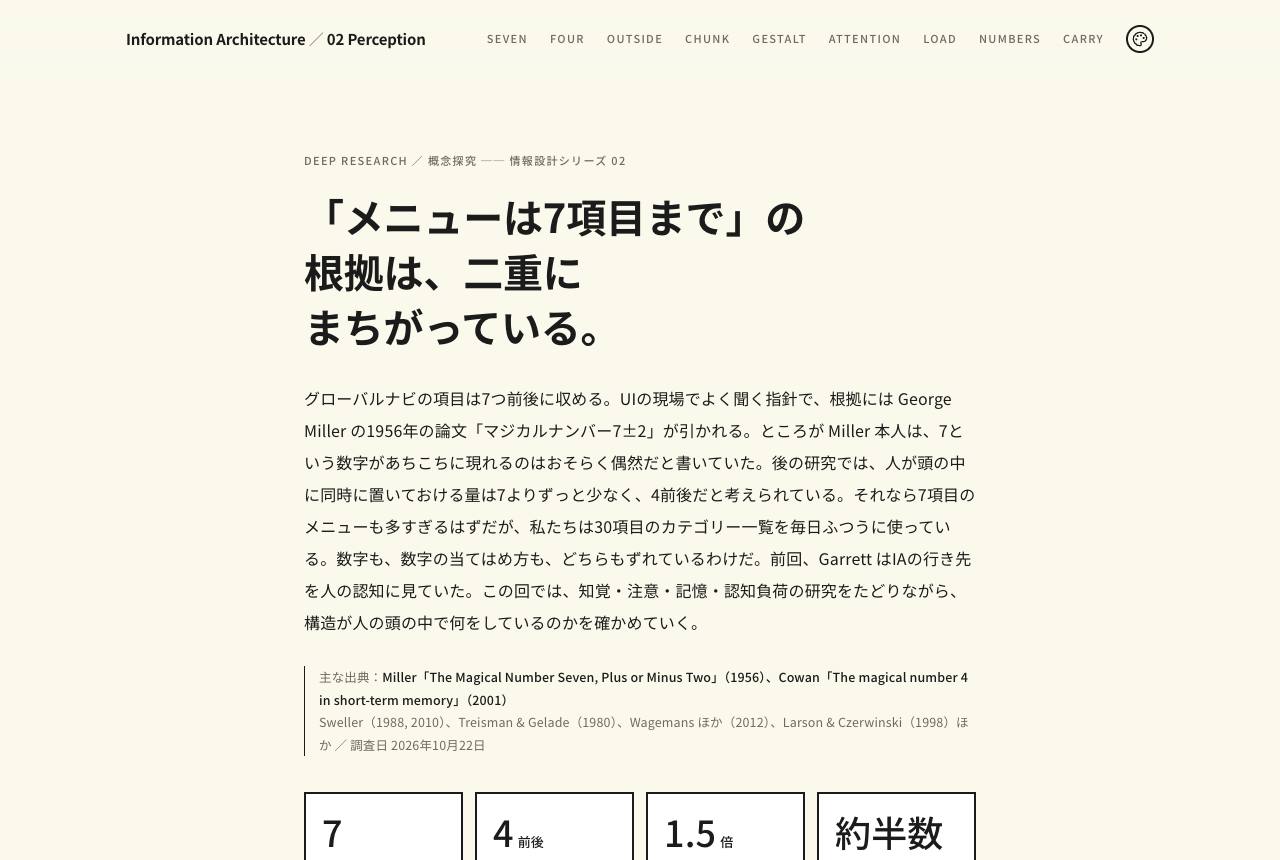 Information Architecture ／ 02 Perception
SEVEN FOUR OUTSIDE CHUNK GESTALT ATTENTION LOAD NUMBERS CARRY
DEEP RESEARCH ／ 概念探究 —— 情報設計シリーズ 02
「メニューは7項目まで」の
根拠は、二重に
まちがっている。
グローバルナビの項目は7つ前後に収める。UIの現場でよく聞く指針で、根拠には George
Miller の1956年の論文「マジカルナンバー7±2」が引かれる。ところが Miller 本人は、7と
いう数字があちこちに現れるのはおそらく偶然だと書いていた。後の研究では、人が頭の中
に同時に置いておける量は7よりずっと少なく、4前後だと考えられている。それなら7項目の
メニューも多すぎるはずだが、私たちは30項目のカテゴリー一覧を毎日ふつうに使ってい
る。数字も、数字の当てはめ方も、どちらもずれているわけだ。前回、Garrett はIAの行き先
を人の認知に見ていた。この回では、知覚・注意・記憶・認知負荷の研究をたどりながら、
構造が人の頭の中で何をしているのかを確かめていく。
主な出典：Miller「The Magical Number Seven, Plus or Minus Two」（1956）、Cowan「The magical number 4
in short-term memory」（2001）
Sweller（1988, 2010）、Treisman & Gelade（1980）、Wagemans ほか（2012）、Larson & Czerwinski（1998）ほ
か ／ 調査日 2026年10月22日
7
4 前後
1.5 倍
約半数